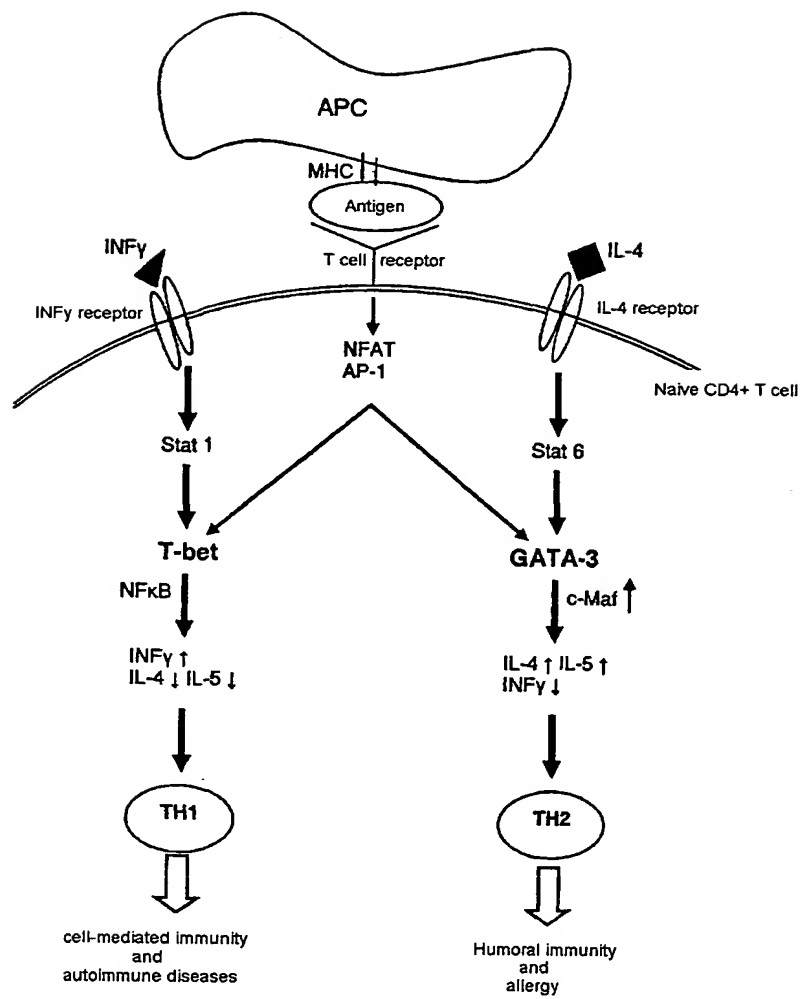 APC
MHC
Antigen
T cell receptor
INFγ
INFγ receptor
IL-4
IL-4 receptor
NFAT
AP-1
Naive CD4+ T cell
Stat 1
Stat 6
T-bet
GATA-3
NFκB
c-Maf ↑
INFγ ↑
IL-4 ↓ IL-5 ↓
IL-4 ↑ IL-5 ↑
INFγ ↓
TH1
TH2
cell-mediated immunity
and
autoimmune diseases
Humoral immunity
and
allergy